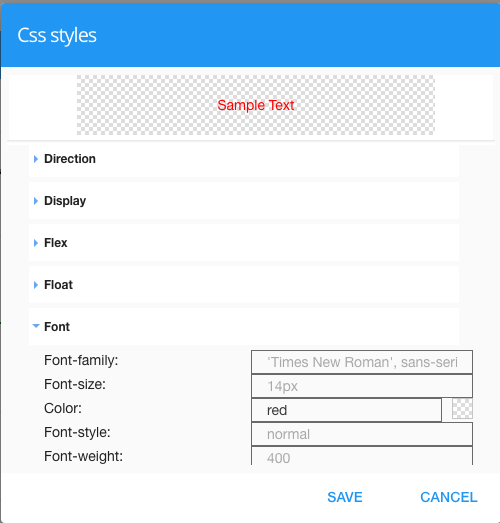 Css styles
Sample Text
Direction
Display
Flex
Float
Font
Font-family: 'Times New Roman', sans-seri
Font-size: 14px
Color: red
Font-style: normal
Font-weight: 400
SAVE CANCEL